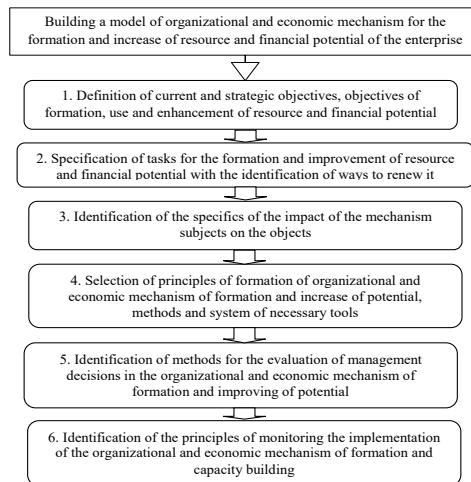 Building a model of organizational and economic mechanism for the
formation and increase of resource and financial potential of the enterprise
1. Definition of current and strategic objectives, objectives of
formation, use and enhancement of resource and financial potential
2. Specification of tasks for the formation and improvement of resource
and financial potential with the identification of ways to renew it
3. Identification of the specifics of the impact of the mechanism
subjects on the objects
4. Selection of principles of formation of organizational and
economic mechanism of formation and increase of potential,
methods and system of necessary tools
5. Identification of methods for the evaluation of management
decisions in the organizational and economic mechanism of
formation and improving of potential
6. Identification of the principles of monitoring the implementation
of the organizational and economic mechanism of formation and
capacity building